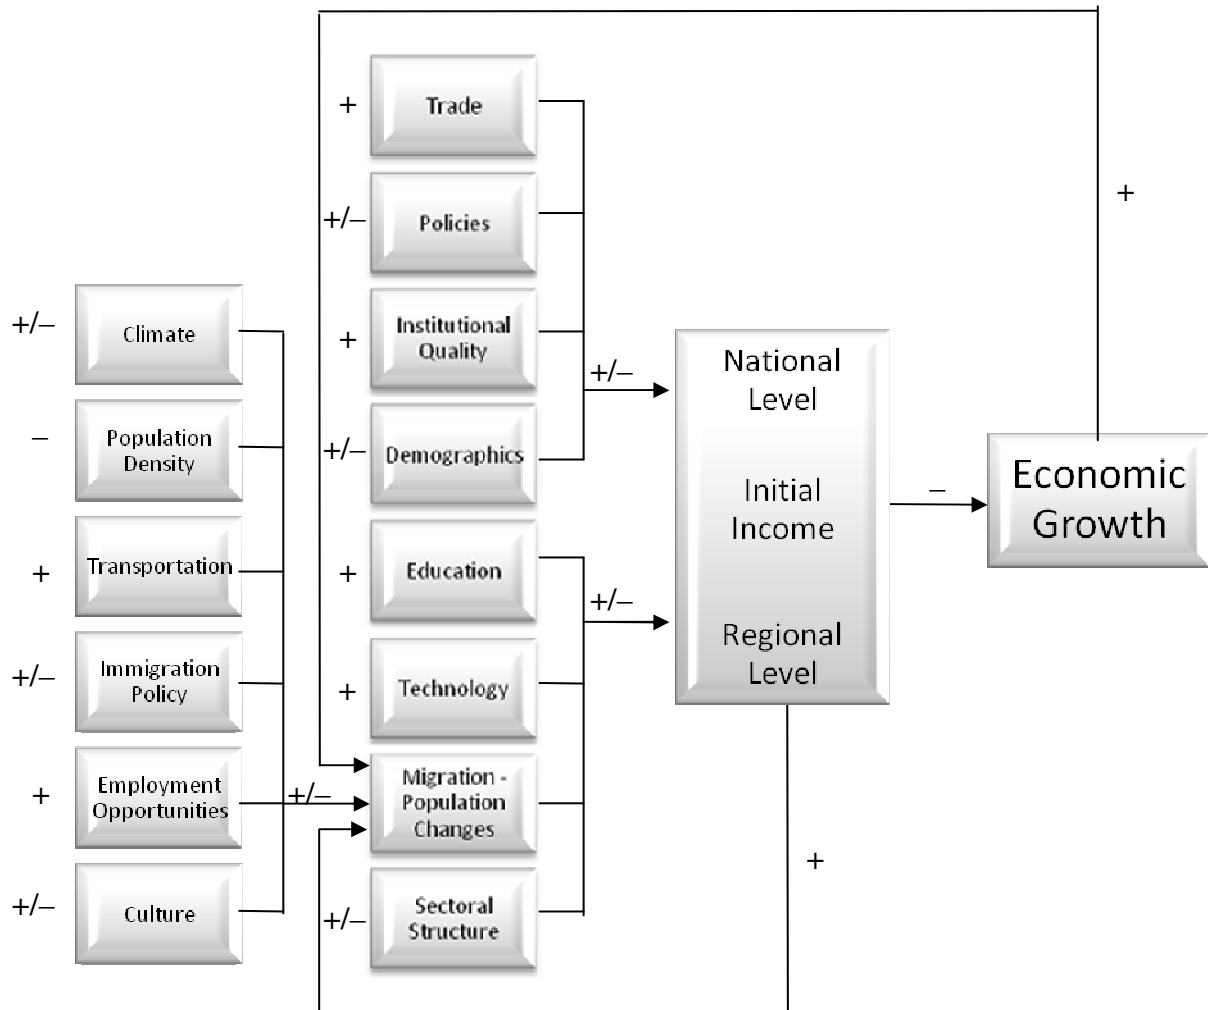 +
+
Trade
+
+/–
Policies
+/–
Climate
+
Institutional
Quality
+/–
National
Level
–
Population
Density
+/–
Demographics
Initial
Income
–
Economic
Growth
+
Transportation
+
Education
+/–
Regional
Level
+/–
Immigration
Policy
+
Technology
+
Employment
Opportunities
+/–
Migration -
Population
Changes
+
+/–
Culture
+/–
Sectoral
Structure